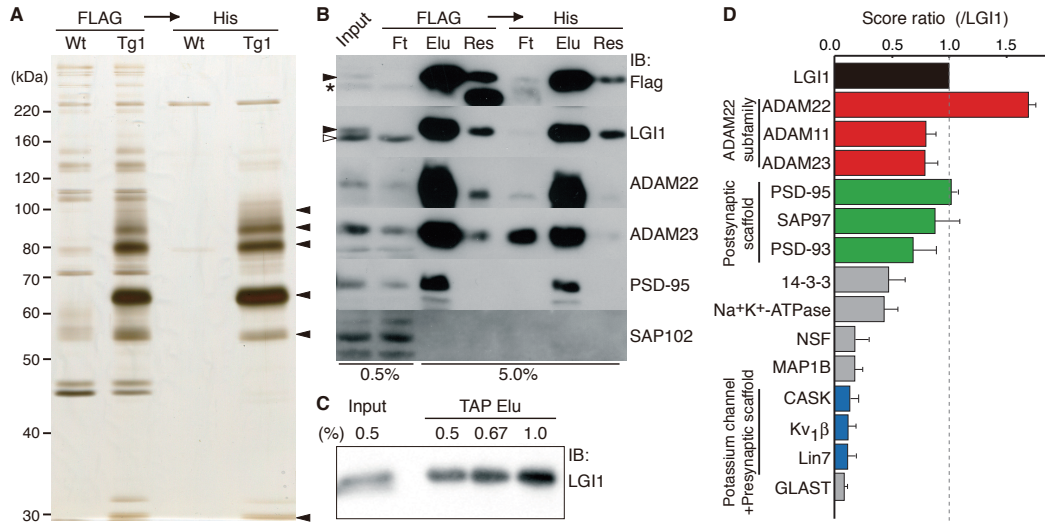 A
FLAG
His
Wt
Tg1
Wt
Tg1
(kDa)
220
160
120
100
80
70
60
50
40
30
B
Input
FLAG
His
Ft
Elu
Res
Ft
Elu
Res
IB:
Flag
*
LGI1
ADAM22
ADAM23
PSD-95
SAP102
0.5%
5.0%
C
Input
TAP Elu
(%)
0.5
0.5
0.67
1.0
IB:
LGI1
D
Score ratio (/LGI1)
0.0
0.5
1.0
1.5
LGI1
ADAM22
subfamily
ADAM22
ADAM11
ADAM23
Postsynaptic
scaffold
PSD-95
SAP97
PSD-93
14-3-3
Na+K+-ATPase
NSF
MAP1B
Potassium channel
+Presynaptic scaffold
CASK
Kv1β
Lin7
GLAST